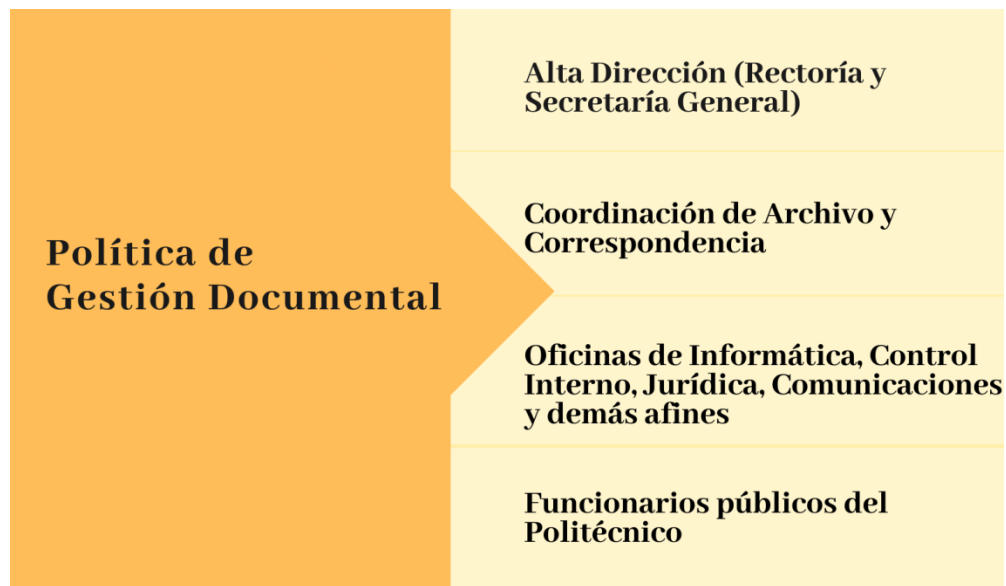 Política de
Gestión Documental
Alta Dirección (Rectoría y
Secretaría General)
Coordinación de Archivo y
Correspondencia
Oficinas de Informática, Control
Interno, Jurídica, Comunicaciones
y demás afines
Funcionarios públicos del
Politécnico